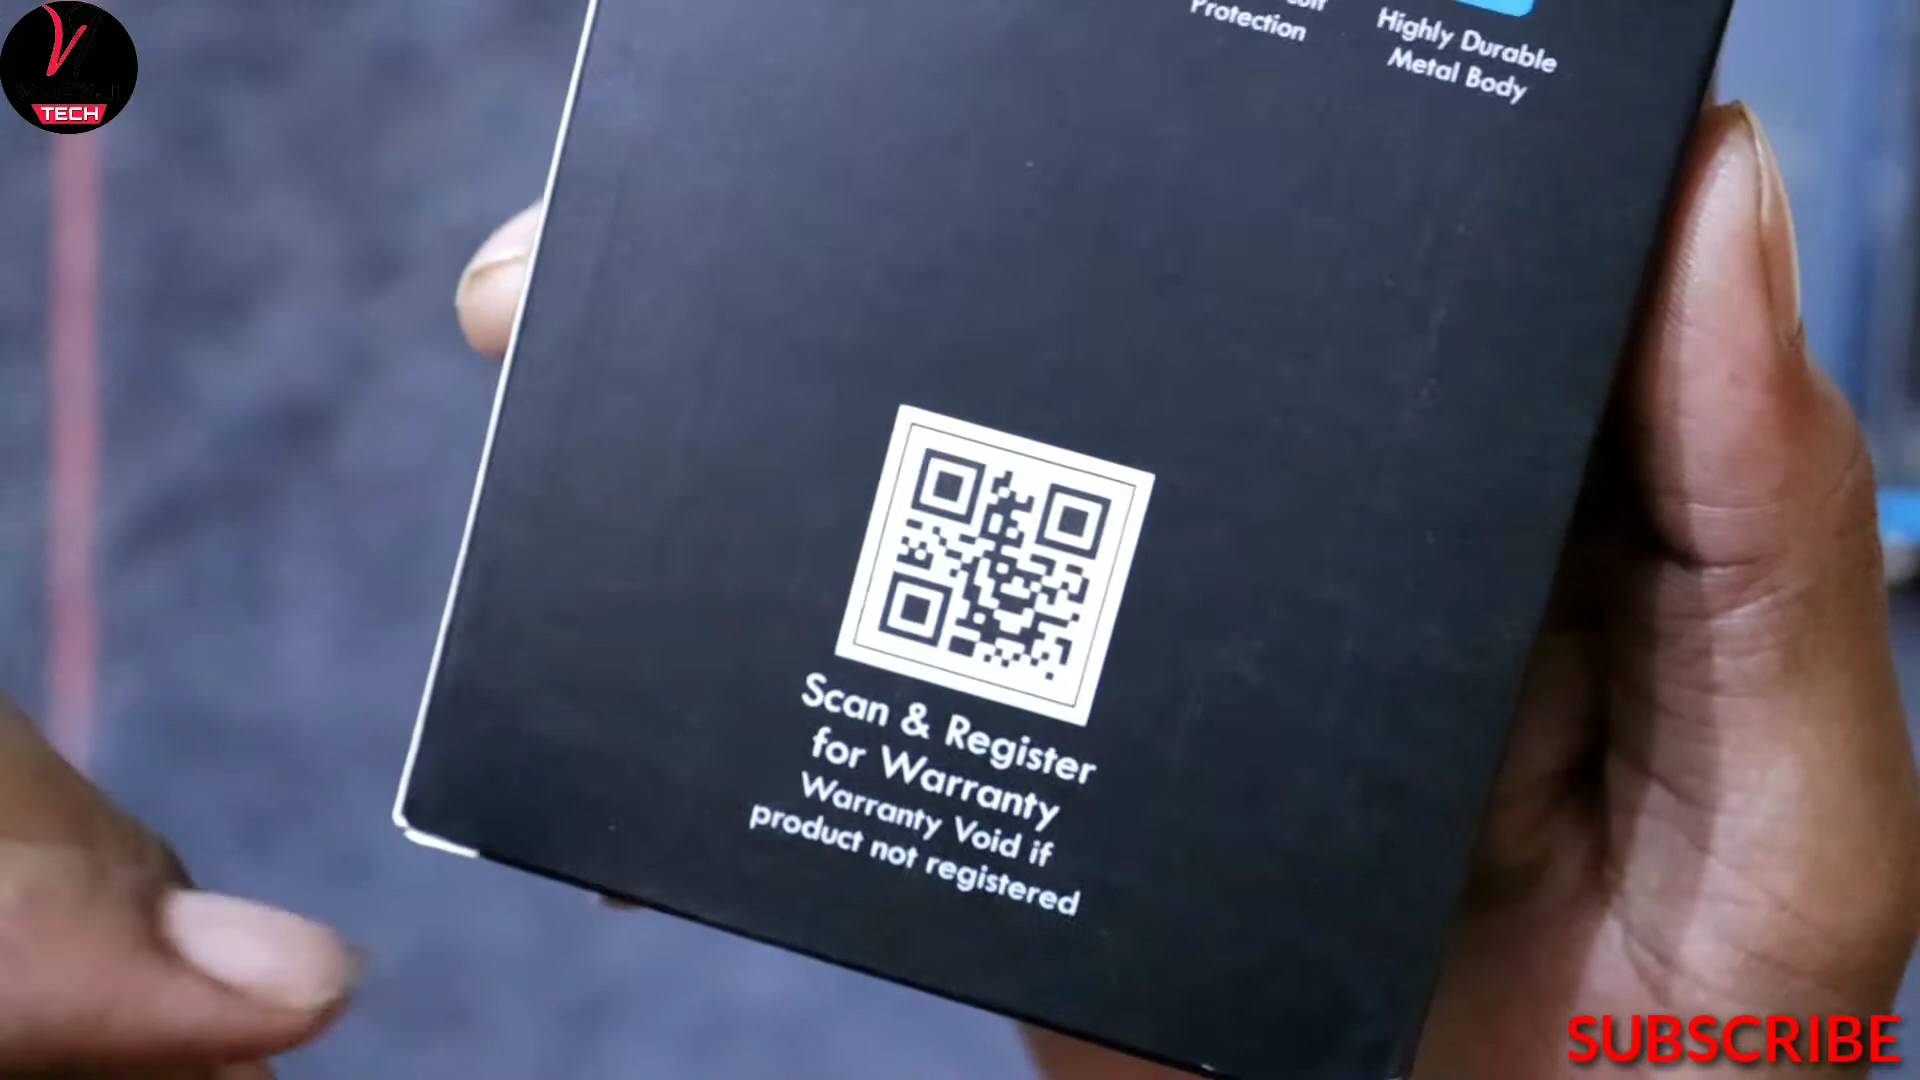 TECH
Protection
Highly Durable
Metal Body
Scan & Register
for Warranty
Warranty Void if
product not registered
SUBSCRIBE